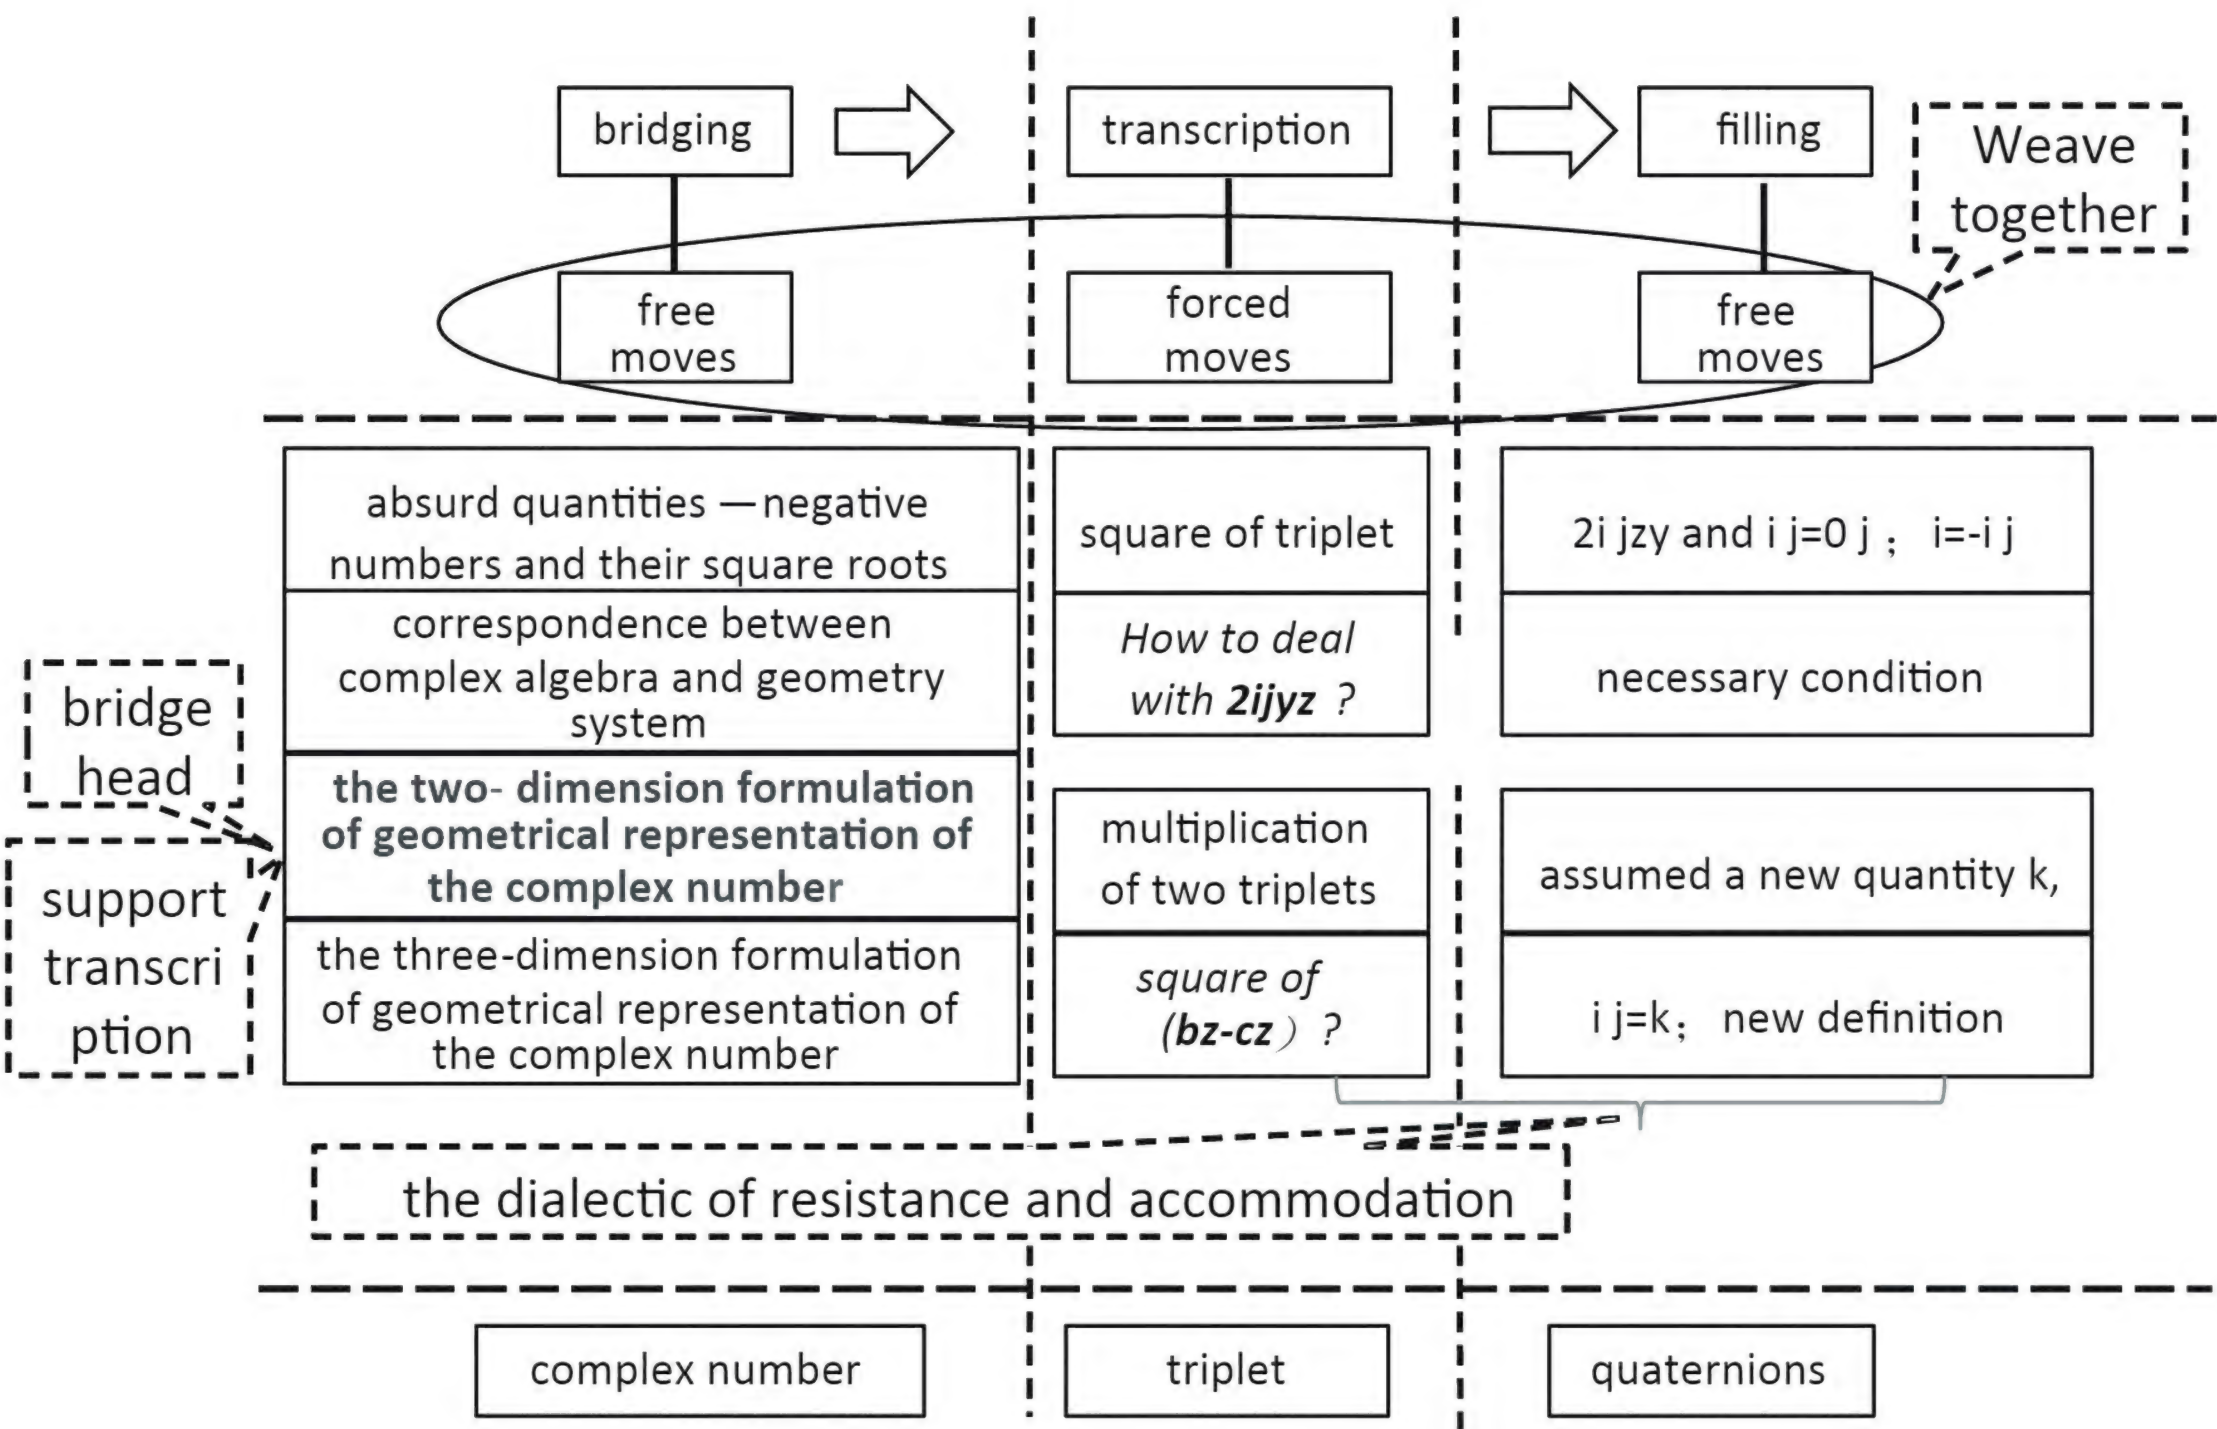 bridging
transcription
filling
Weave
together
free
moves
forced
moves
free
moves
absurd quantities —negative
numbers and their square roots
correspondence between
complex algebra and geometry
system
the two- dimension formulation
of geometrical representation of
the complex number
the three-dimension formulation
of geometrical representation of
the complex number
bridge
head
support
transcri
ption
square of triplet
How to deal
with 2ijyz ?
multiplication
of two triplets
square of
(bz-cz） ?
2i jzy and i j=0 j ； i=-i j
necessary condition
assumed a new quantity k,
i j=k； new definition
the dialectic of resistance and accommodation
complex number
triplet
quaternions